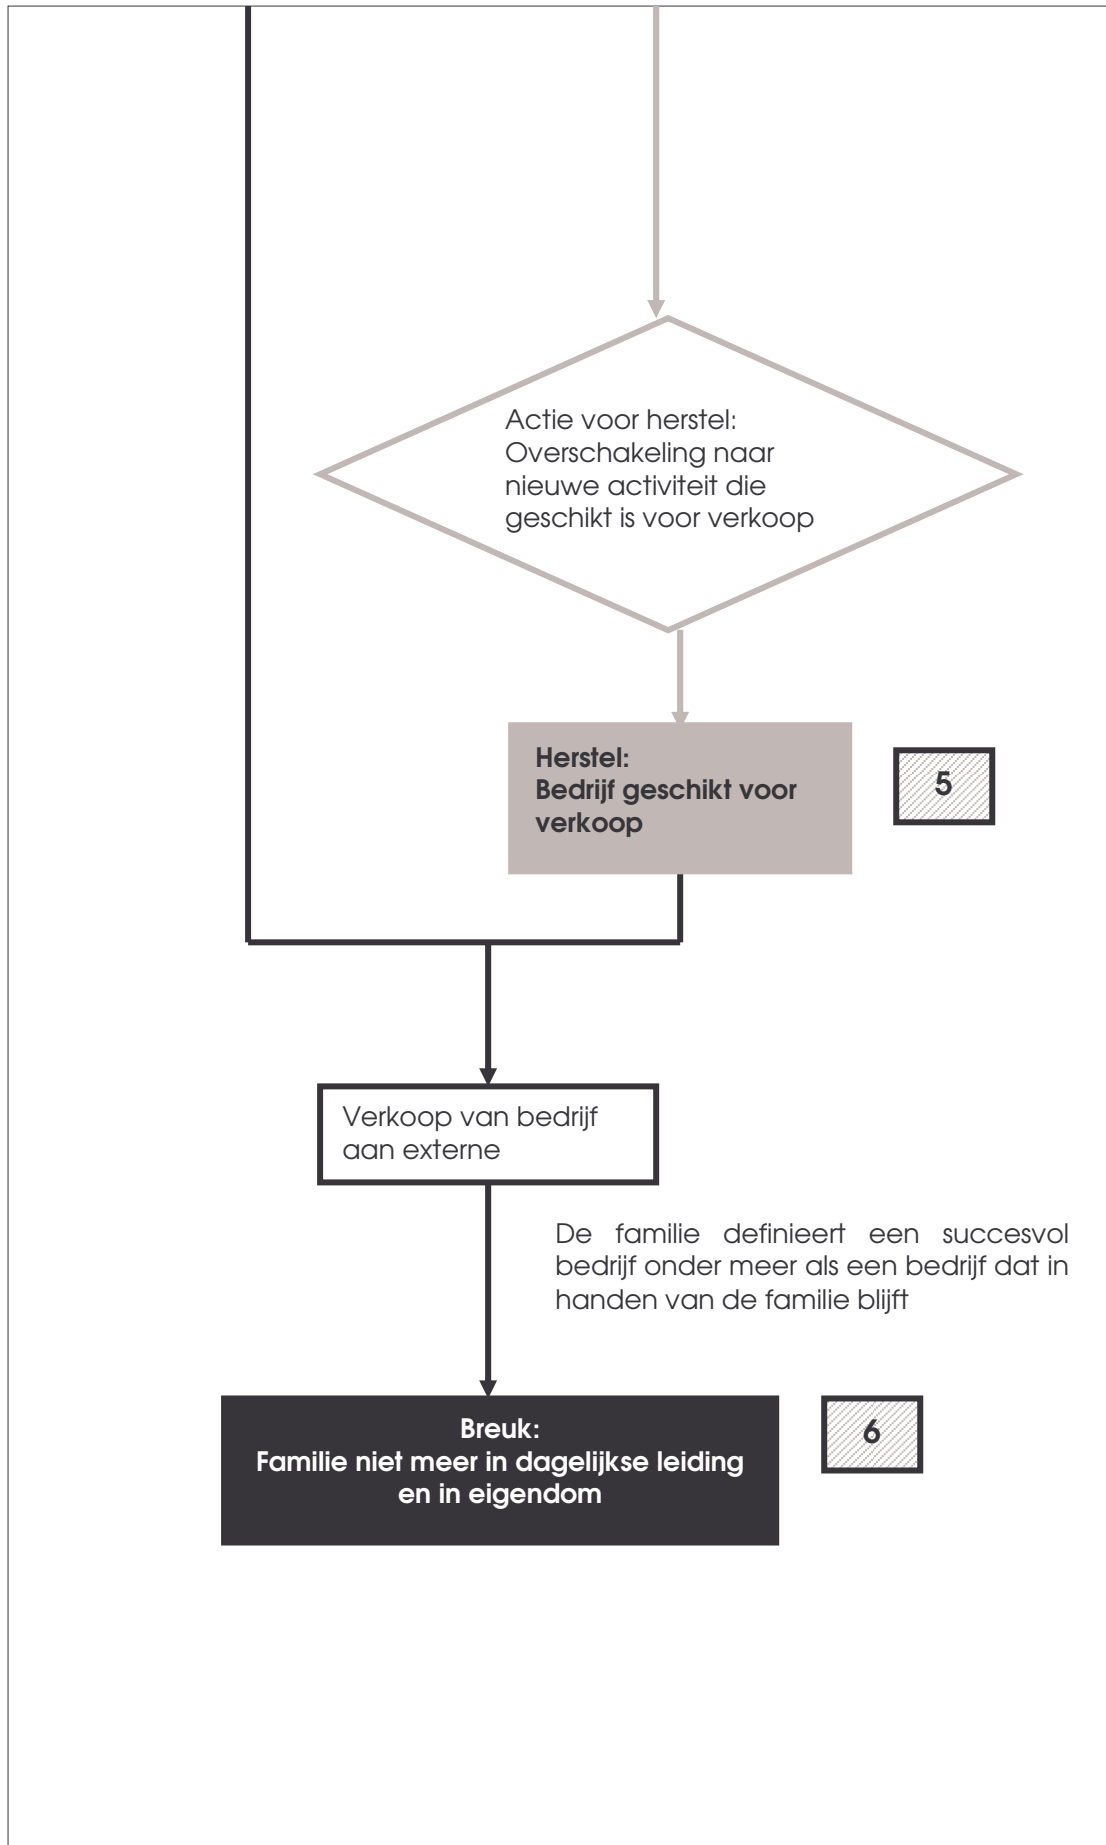 Actie voor herstel:
Overschakeling naar
nieuwe activiteit die
geschikt is voor verkoop
Herstel:
Bedrijf geschikt voor
verkoop
5
Verkoop van bedrijf
aan externe
De familie definieert een succesvol
bedrijf onder meer als een bedrijf dat in
handen van de familie blijft
Breuk:
Familie niet meer in dagelijkse leiding
en in eigendom
6